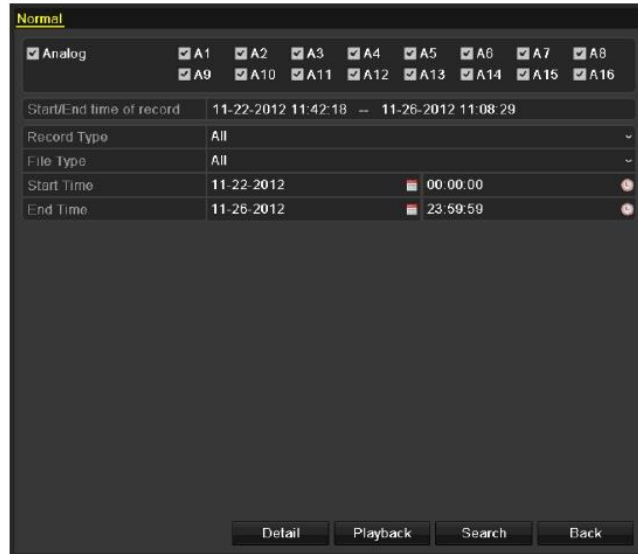 Normal
Analog A1 A2 A3 A4 A5 A6 A7 A8
A9 A10 A11 A12 A13 A14 A15 A16
Start/End time of record 11-22-2012 11:42:18 -- 11-26-2012 11:08:29
Record Type All
File Type All
Start Time 11-22-2012 00:00:00
End Time 11-26-2012 23:59:59
Detail Playback Search Back